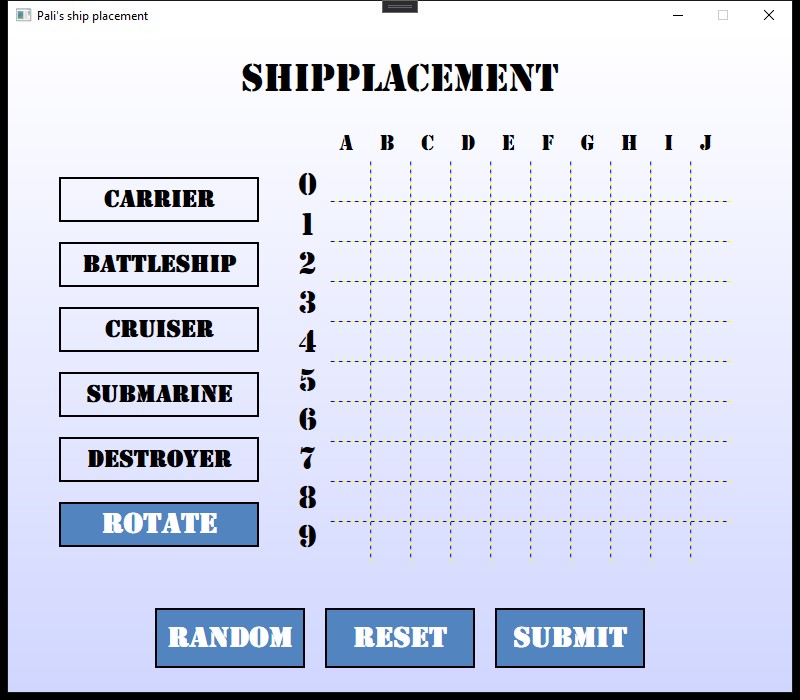 Pali's ship placement
SHIPPLACEMENT
A B C D E F G H I J
CARRIER
BATTLESHIP
CRUISER
SUBMARINE
DESTROYER
ROTATE
0
1
2
3
4
5
6
7
8
9
RANDOM RESET SUBMIT